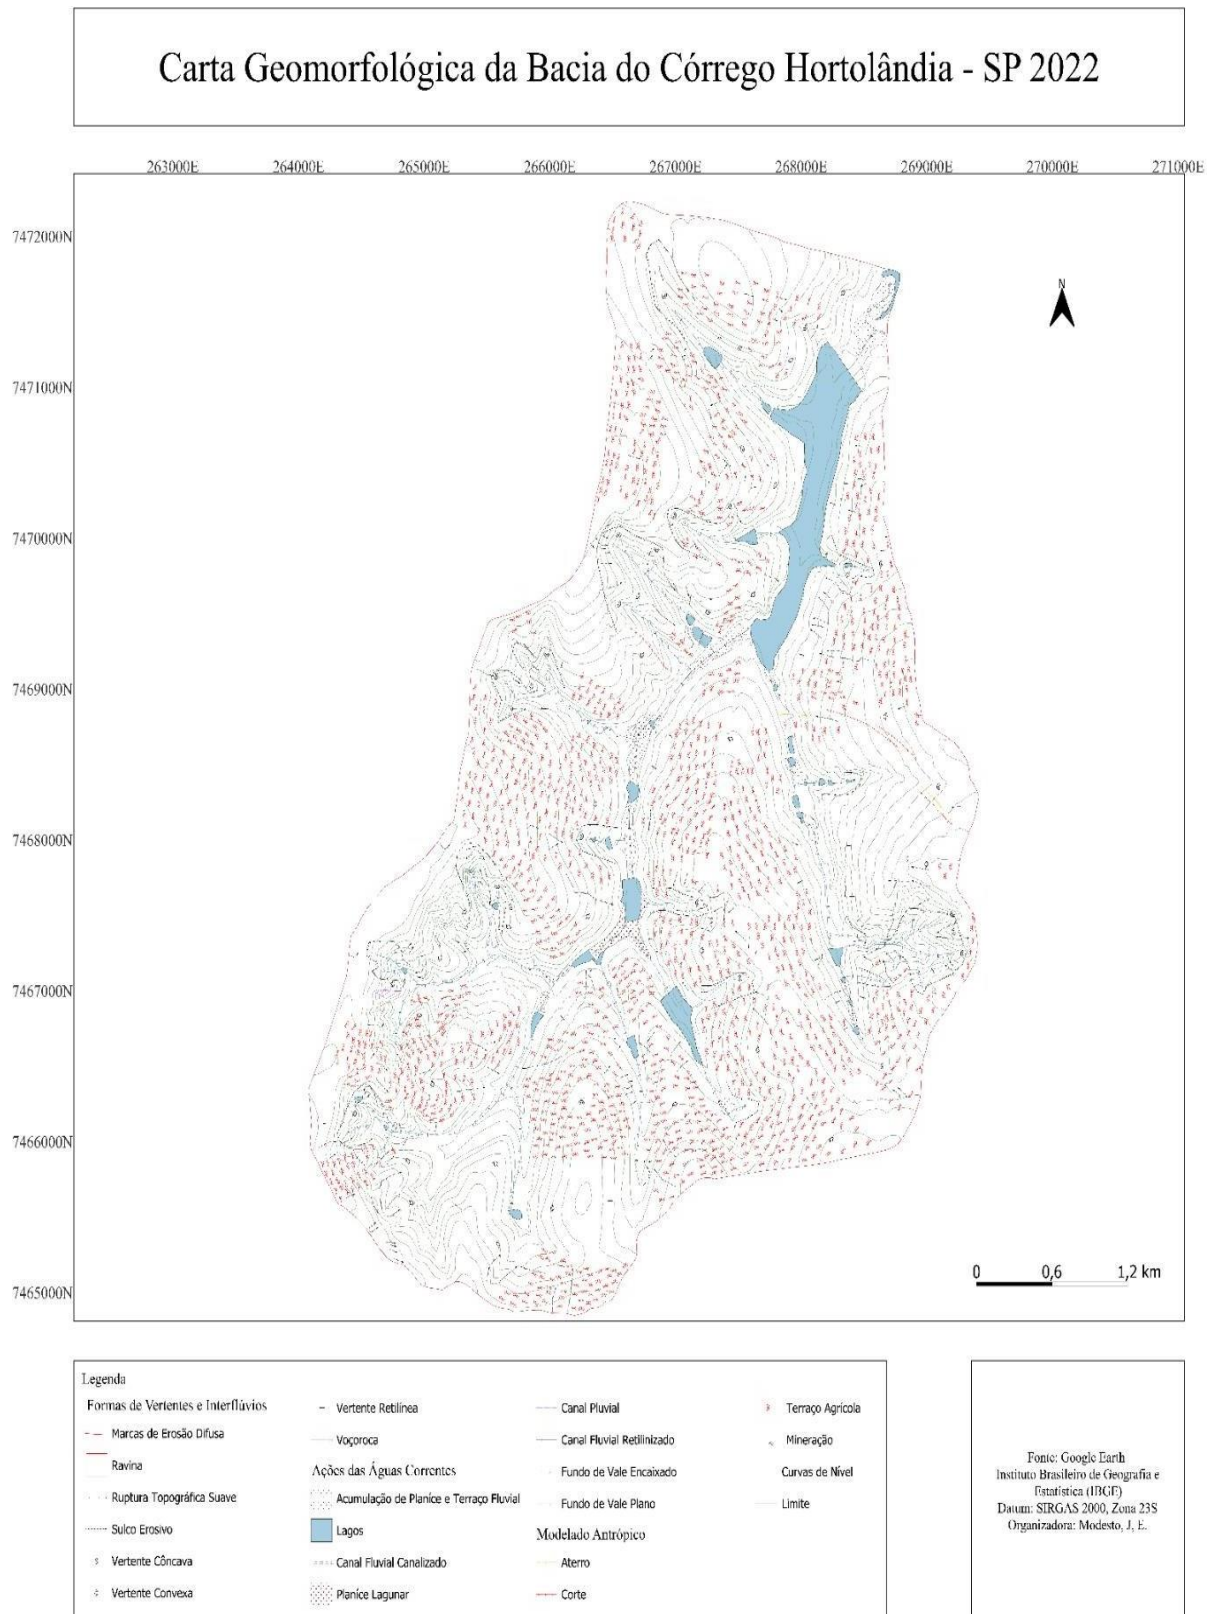 Carta Geomorfológica da Bacia do Córrego Hortolândia - SP 2022
263000E 264000E 265000E 266000E 267000E 268000E 269000E 270000E 271000E
7472000N
N
7471000N
7470000N
7469000N
7468000N
7467000N
7466000N
7465000N
0 0,6 1,2 km
Legenda
Formas de Vertentes e Interflúvios
Marcas de Erosão Difusa
Ravina
Ruptura Topográfica Suave
Sulco Erosivo
Vertente Côncava
Vertente Convexa
Vertente Retilínea
Voçoroca
Ações das Águas Correntes
Acumulação de Planíce e Terraço Fluvial
Lagos
Canal Fluvial Canalizado
Planíce Lagunar
Canal Pluvial
Canal Fluvial Retilinizado
Fundo de Vale Encaixado
Fundo de Vale Plano
Modelado Antrópico
Aterro
Corte
Terraço Agrícola
Mineração
Curvas de Nível
Limite
Fonte: Google Earth
Instituto Brasileiro de Geografia e
Estatística (IBGE)
Datum: SIRGAS 2000, Zona 23S
Organizadora: Modesto, J, E.